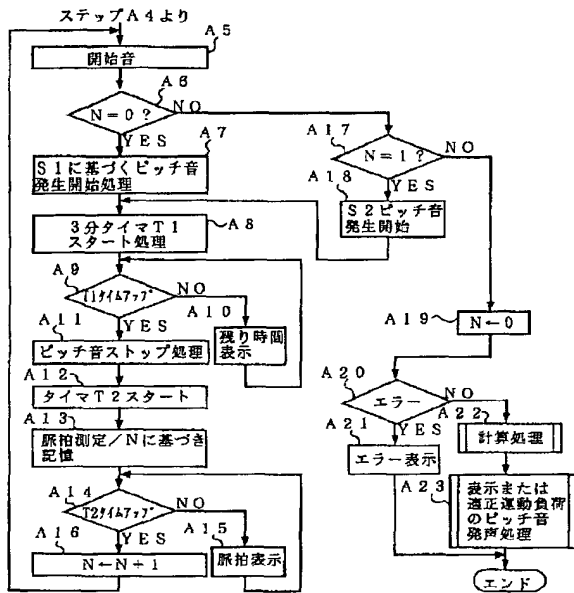 ステップA4より
A5
開始音
A6
N=0?
NO
YES
A7
S1に基づくピッチ音
発生開始処理
A17
N=1?
NO
YES
A18
S2ピッチ音
発生開始
3分タイマT1
スタート処理
A8
A9
T1タイムアップ
NO
YES
A10
残り時間
表示
A11
ピッチ音ストップ処理
A12
タイマT2スタート
A13
脈拍測定/Nに基づき
記憶
A14
T2タイムアップ
NO
YES
A15
脈拍表示
A16
N←N+1
A19
N←0
A20
エラー
NO
YES
A21
エラー表示
A22
計算処理
A23
表示または
適正運動負荷
のピッチ音
発声処理
エンド